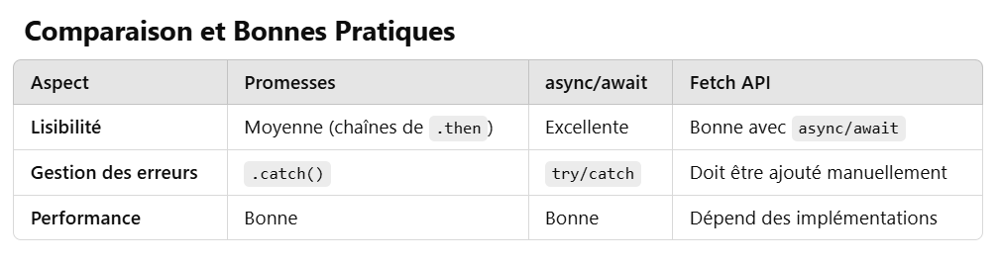 Comparaison et Bonnes Pratiques
Aspect Promesses async/await Fetch API
Lisibilité Moyenne (chaînes de .then) Excellente Bonne avec async/await
Gestion des erreurs .catch() try/catch Doit être ajouté manuellement
Performance Bonne Bonne Dépend des implémentations